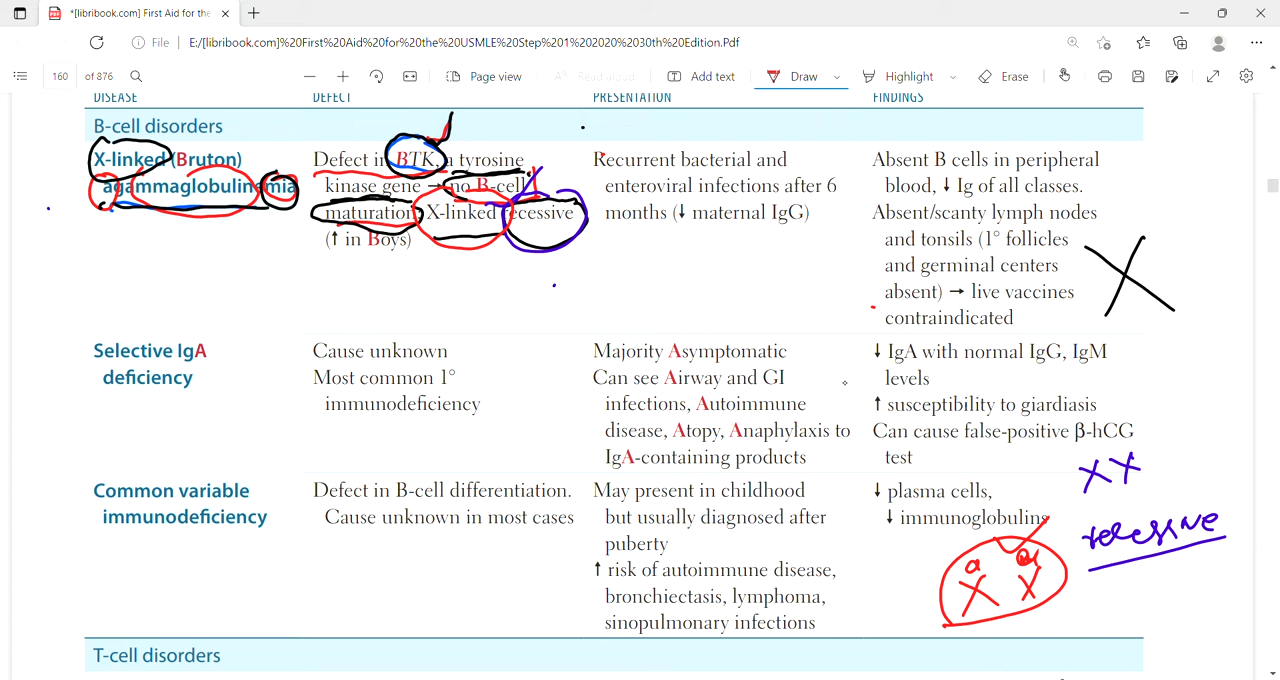 *[libribook.com] First Aid for the
File E:/[libribook.com]%20First%20Aid%20for%20the%20USMLE%20Step%201%202020%2030th%20Edition.Pdf
160 of 876 Page view Read aloud Add text Draw Highlight Erase
DISEASE DEFECT PRESENTATION FINDINGS
B-cell disorders
X-linked (Bruton)
agammaglobulinemia
Defect in BTK, a tyrosine
kinase gene → no B-cell
maturation; X-linked recessive
(↑ in Boys)
Recurrent bacterial and
enteroviral infections after 6
months (↓ maternal IgG)
Absent B cells in peripheral
blood, ↓ Ig of all classes.
Absent/scanty lymph nodes
and tonsils (1° follicles
and germinal centers
absent) → live vaccines
contraindicated
X
Selective IgA
deficiency
Cause unknown
Most common 1°
immunodeficiency
Majority Asymptomatic
Can see Airway and GI
infections, Autoimmune
disease, Atopy, Anaphylaxis to
IgA-containing products
↓ IgA with normal IgG, IgM
levels
↑ susceptibility to giardiasis
Can cause false-positive β-hCG
test
XX
Common variable
immunodeficiency
Defect in B-cell differentiation.
Cause unknown in most cases
May present in childhood
but usually diagnosed after
puberty
↑ risk of autoimmune disease,
bronchiectasis, lymphoma,
sinopulmonary infections
↓ plasma cells,
↓ immunoglobulins
recessive
a
X X
T-cell disorders